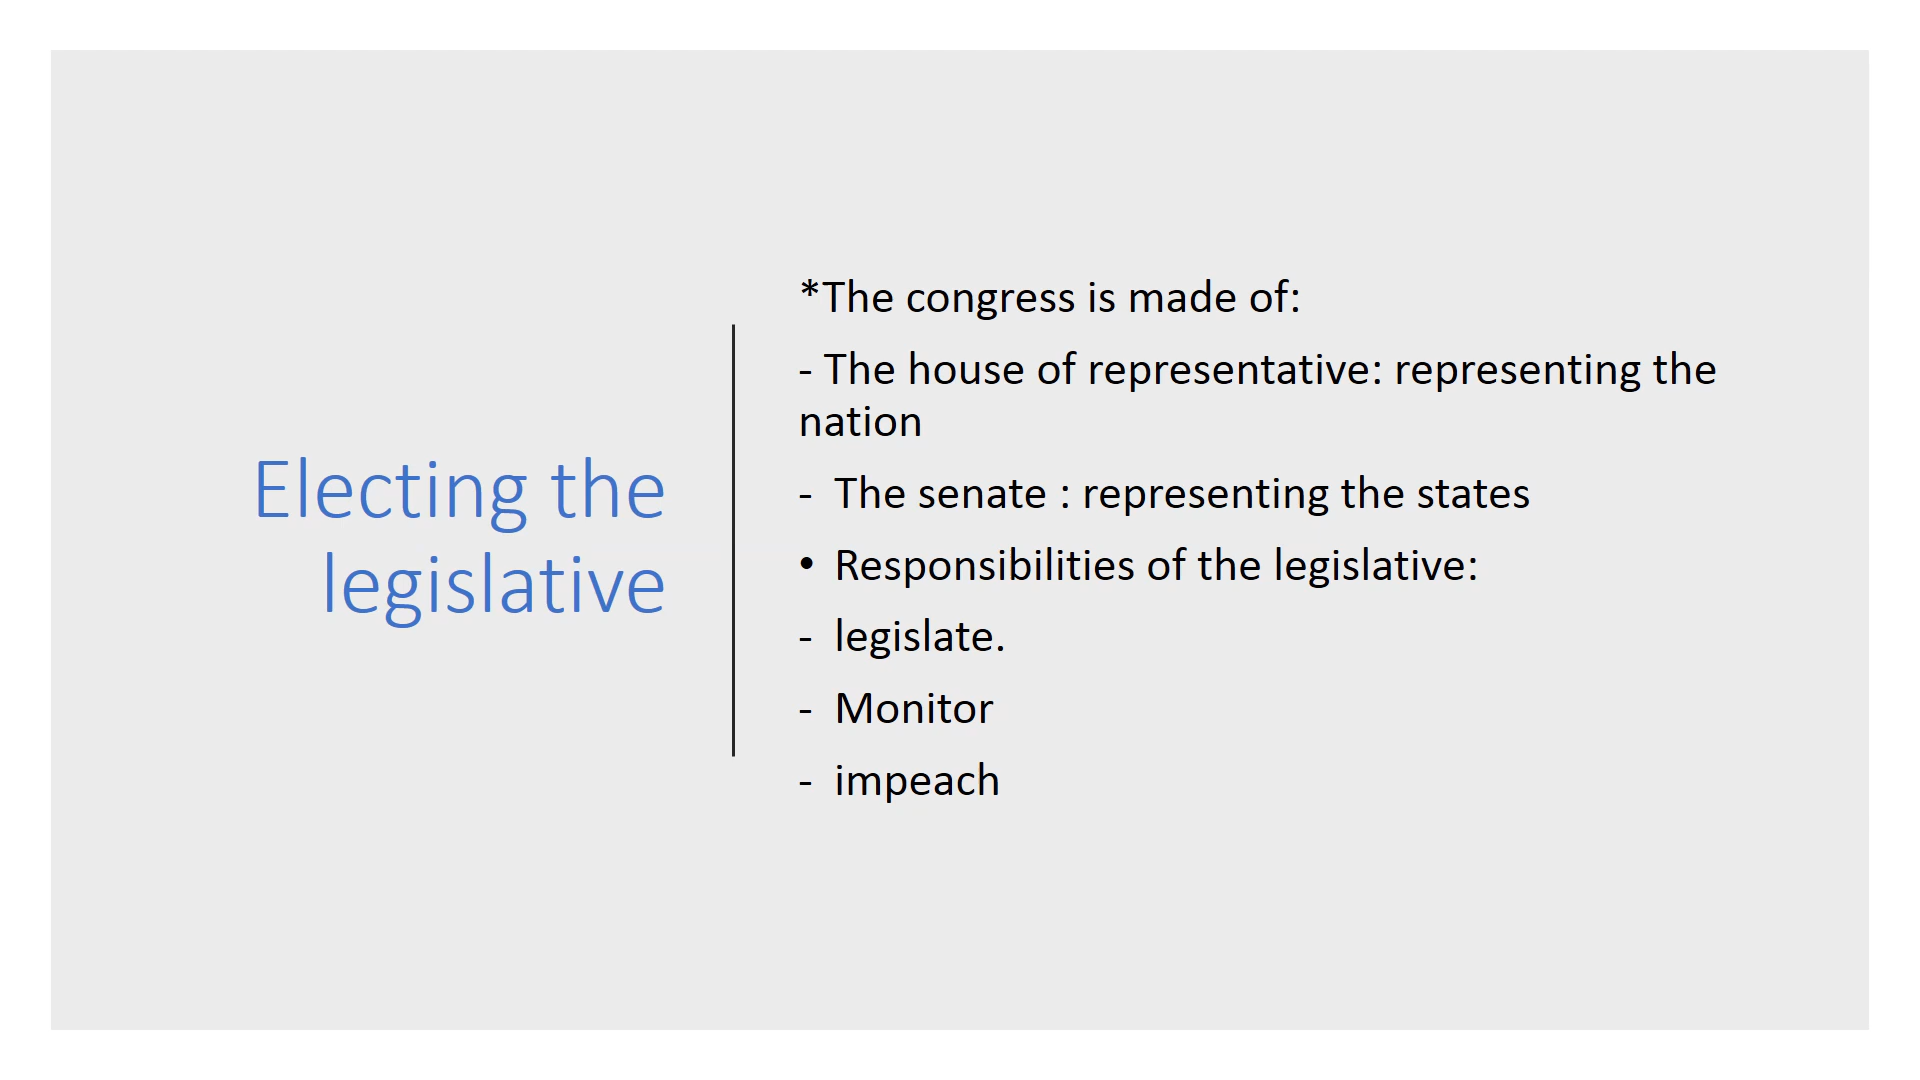 Electing the
legislative
*The congress is made of:
- The house of representative: representing the
nation
- The senate : representing the states
• Responsibilities of the legislative:
- legislate.
- Monitor
- impeach